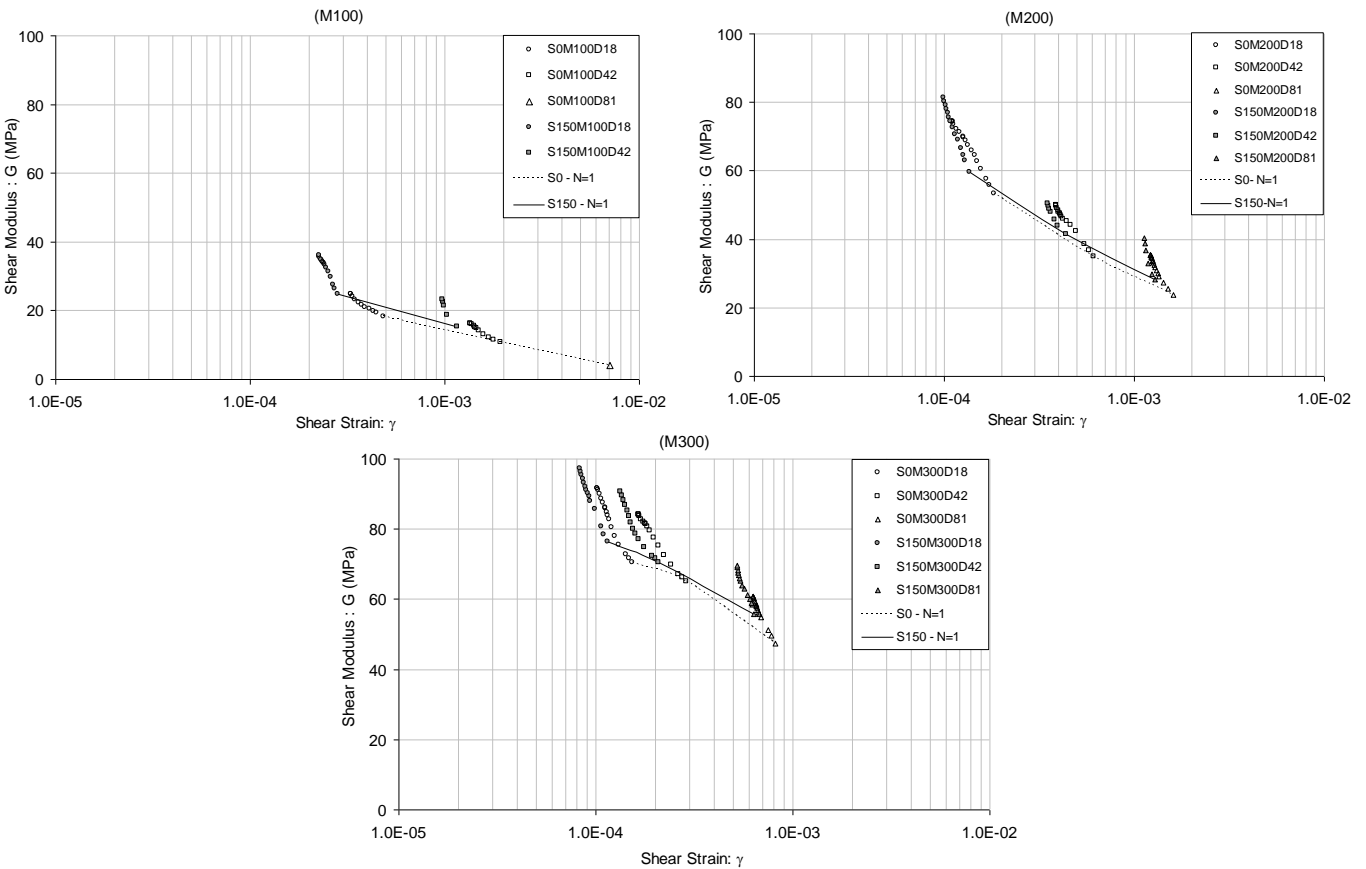 (M100)
100
80
60
40
20
0
Shear Modulus : G (MPa)
1.0E-05
1.0E-04
1.0E-03
1.0E-02
Shear Strain: γ
S0M100D18
S0M100D42
S0M100D81
S150M100D18
S150M100D42
S0 - N=1
S150 - N=1
(M200)
100
80
60
40
20
0
Shear Modulus : G (MPa)
1.0E-05
1.0E-04
1.0E-03
1.0E-02
Shear Strain: γ
S0M200D18
S0M200D42
S0M200D81
S150M200D18
S150M200D42
S150M200D81
S0- N=1
S150-N=1
(M300)
100
80
60
40
20
0
Shear Modulus : G (MPa)
1.0E-05
1.0E-04
1.0E-03
1.0E-02
Shear Strain: γ
S0M300D18
S0M300D42
S0M300D81
S150M300D18
S150M300D42
S150M300D81
S0 - N=1
S150 - N=1